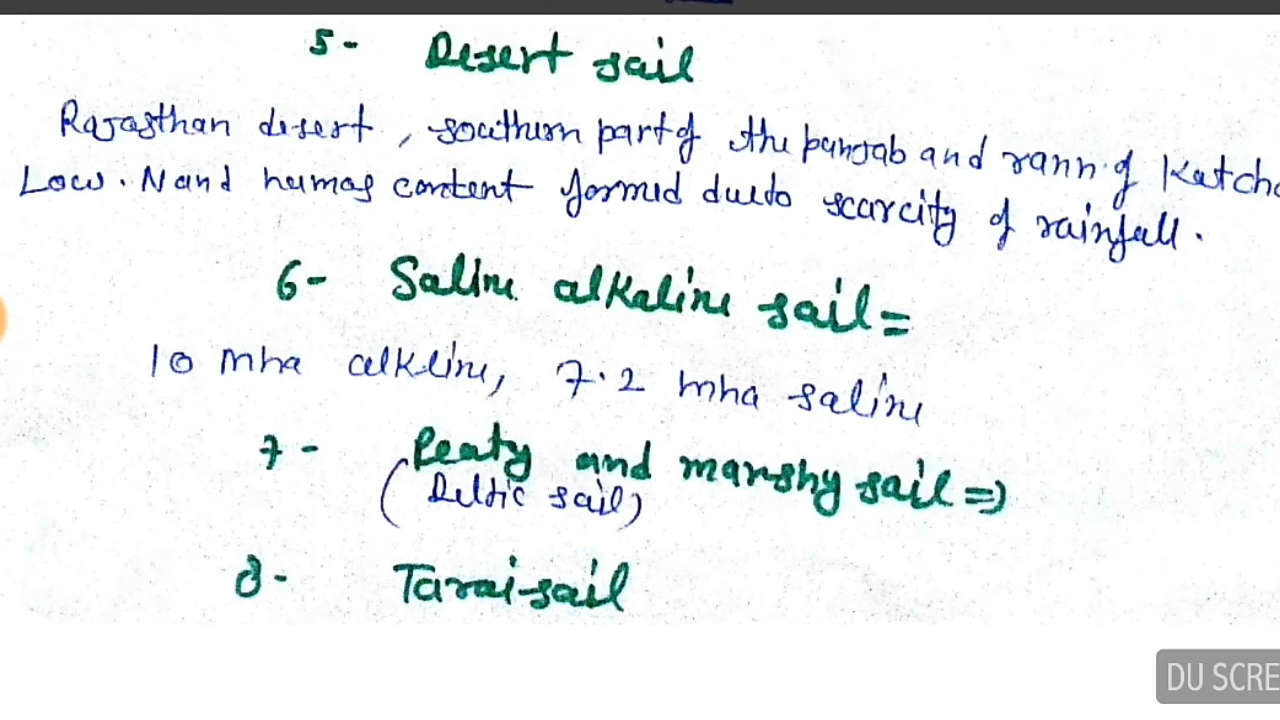 5- Desert sail
Rajasthan desert, southern part of the punjab and rann of Katch
Low. N and humas content formed due to scarcity of rainfall.
6- Saline alkaline sail=
10 mha alkline, 7.2 mha saline
7- Peaty and marshy sail=)
(Deltic sail)
8- Tarai-sail
DU SCRE